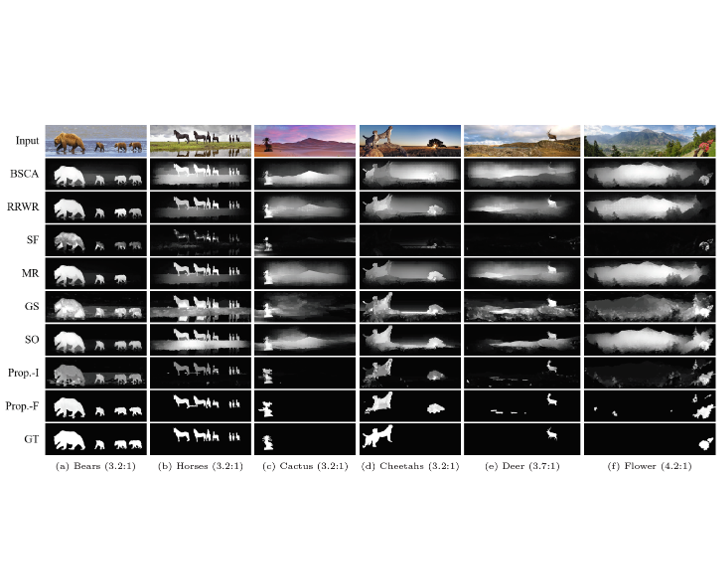 Input
BSCA
RRWR
SF
MR
GS
SO
Prop.-I
Prop.-F
GT
(a) Bears (3.2:1) (b) Horses (3.2:1) (c) Cactus (3.2:1) (d) Cheetahs (3.2:1) (e) Deer (3.7:1) (f) Flower (4.2:1)